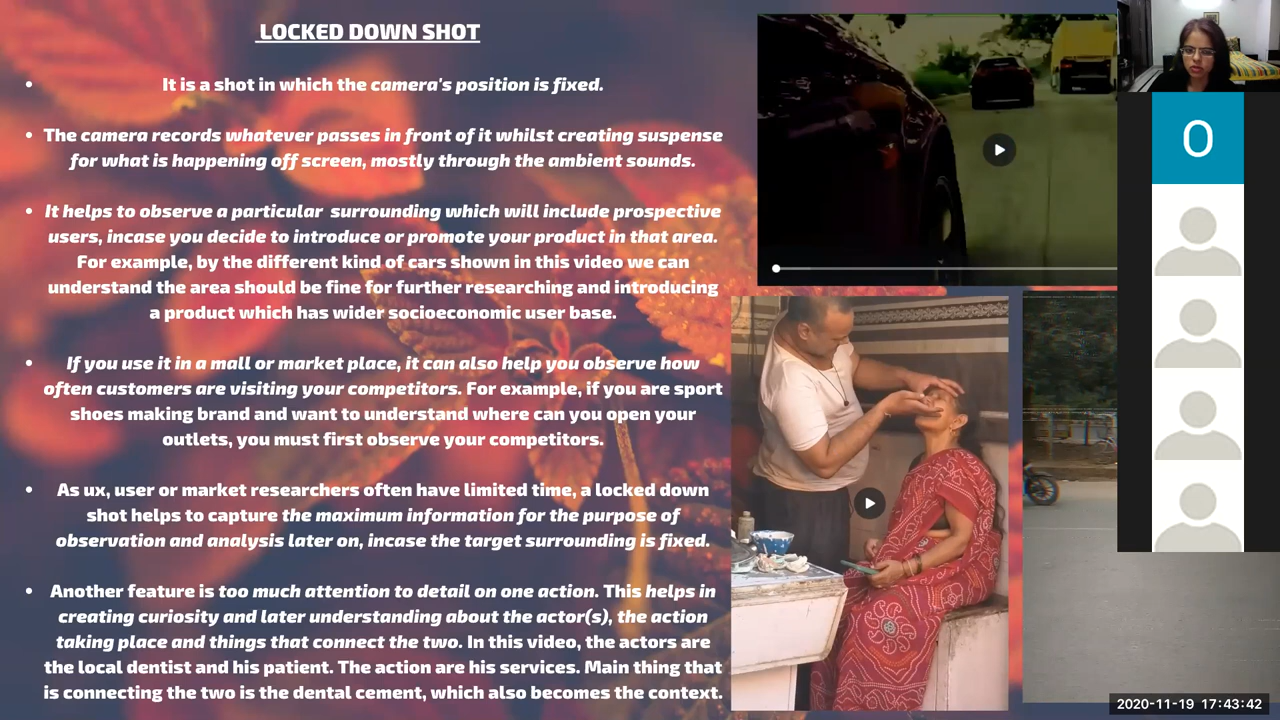 LOCKED DOWN SHOT
• It is a shot in which the camera's position is fixed.
• The camera records whatever passes in front of it whilst creating suspense
for what is happening off screen, mostly through the ambient sounds.
• It helps to observe a particular surrounding which will include prospective
users, incase you decide to introduce or promote your product in that area.
For example, by the different kind of cars shown in this video we can
understand the area should be fine for further researching and introducing
a product which has wider socioeconomic user base.
• If you use it in a mall or market place, it can also help you observe how
often customers are visiting your competitors. For example, if you are sport
shoes making brand and want to understand where can you open your
outlets, you must first observe your competitors.
• As ux, user or market researchers often have limited time, a locked down
shot helps to capture the maximum information for the purpose of
observation and analysis later on, incase the target surrounding is fixed.
• Another feature is too much attention to detail on one action. This helps in
creating curiosity and later understanding about the actor(s), the action
taking place and things that connect the two. In this video, the actors are
the local dentist and his patient. The action are his services. Main thing that
is connecting the two is the dental cement, which also becomes the context.
O
2020-11-19 17:43:42